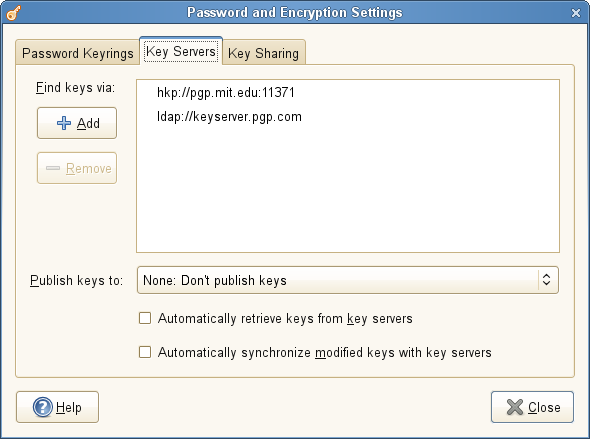 Password and Encryption Settings
Password Keyrings Key Servers Key Sharing
Find keys via:
hkp://pgp.mit.edu:11371
ldap://keyserver.pgp.com
Add
Remove
Publish keys to: None: Don't publish keys
Automatically retrieve keys from key servers
Automatically synchronize modified keys with key servers
Help Close